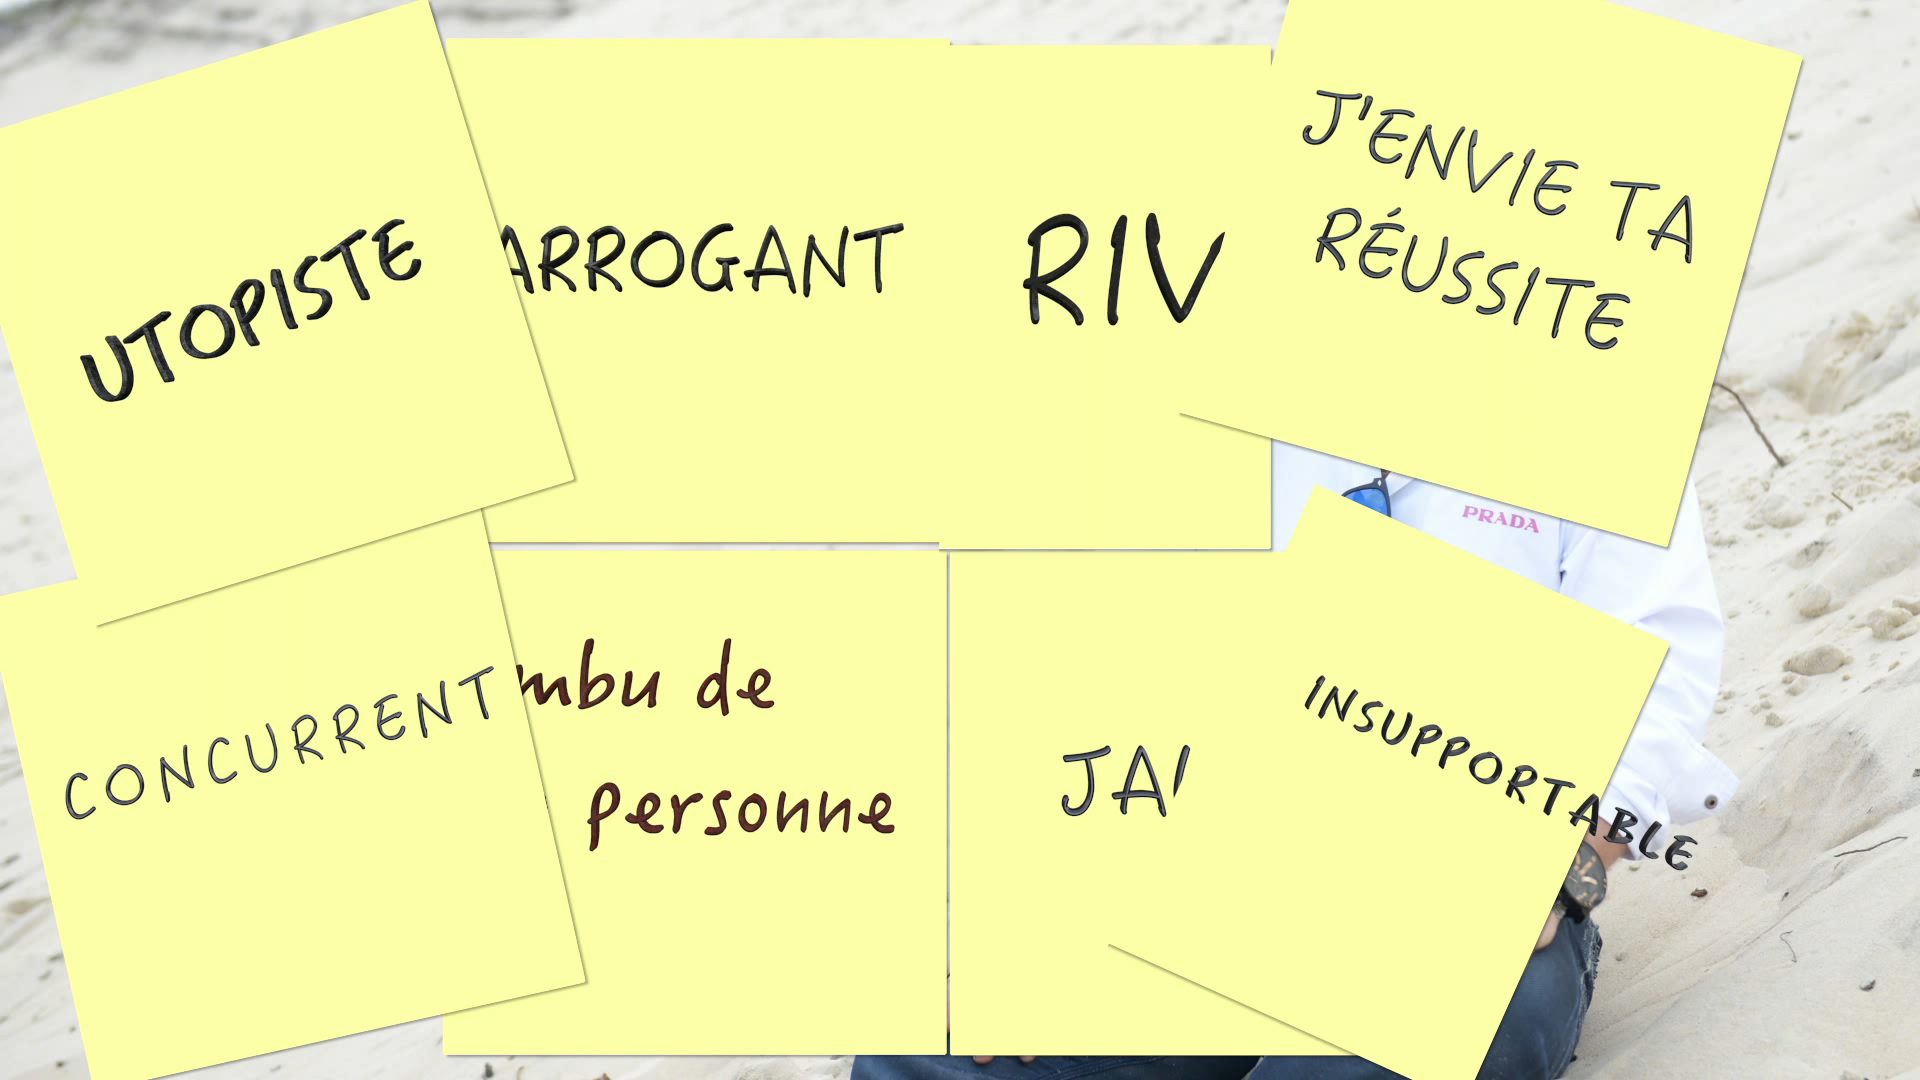 UTOPISTE
ARROGANT
RIV
J'ENVIE TA
RÉUSSITE
PRADA
CONCURRENT
mbu de
personne
JA
INSUPPORTABLE